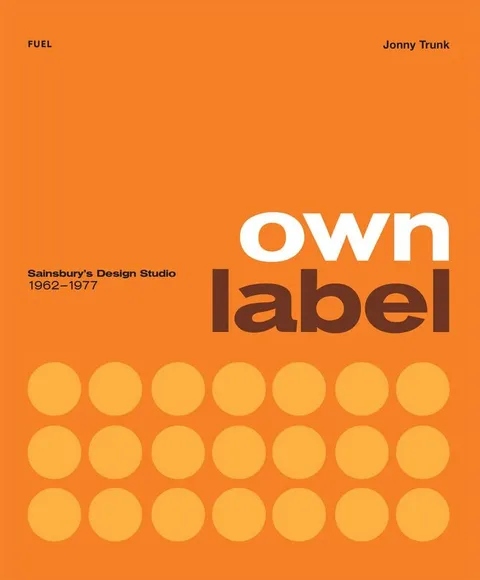 FUEL
Jonny Trunk
own
label
Sainsbury's Design Studio
1962–1977